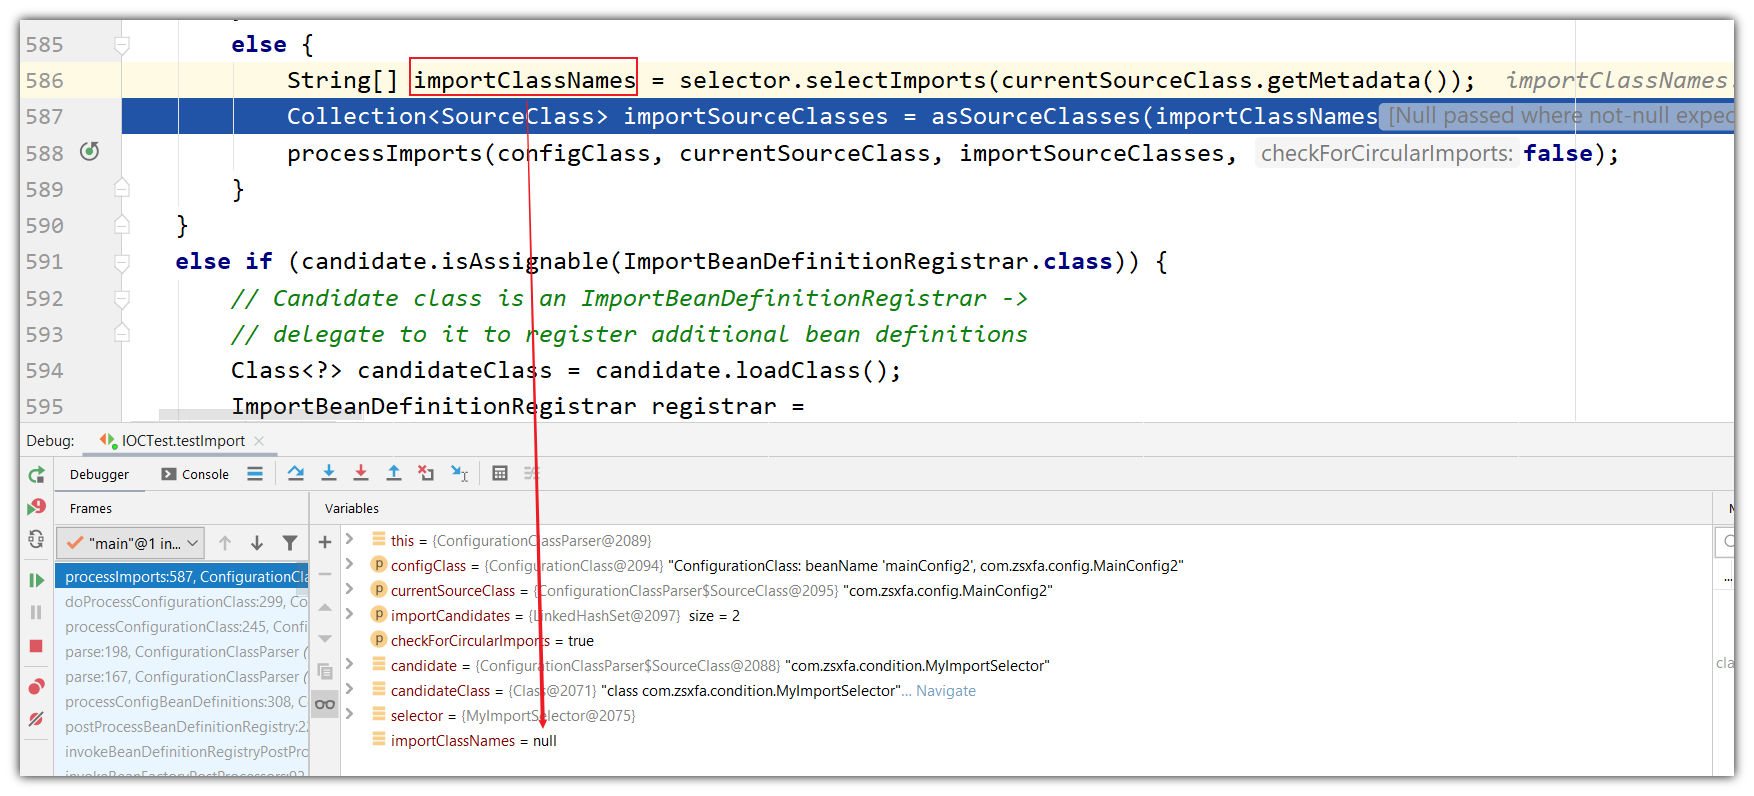 585 else {
586 String[] importClassNames = selector.selectImports(currentSourceClass.getMetadata()); importClassNames:
587 Collection<SourceClass> importSourceClasses = asSourceClasses(importClassNames [Null passed where not-null expec
588 processImports(configClass, currentSourceClass, importSourceClasses, checkForCircularImports: false);
589 }
590 }
591 else if (candidate.isAssignable(ImportBeanDefinitionRegistrar.class)) {
592 // Candidate class is an ImportBeanDefinitionRegistrar ->
593 // delegate to it to register additional bean definitions
594 Class<?> candidateClass = candidate.loadClass();
595 ImportBeanDefinitionRegistrar registrar =
Debug: IOCTest.testImport
Debugger Console
Frames
Variables
"main"@1 in...
processImports:587, ConfigurationCla
doProcessConfigurationClass:299, Co
processConfigurationClass:245, Confi
parse:198, ConfigurationClassParser (
parse:167, ConfigurationClassParser (
processConfigBeanDefinitions:308, Co
postProcessBeanDefinitionRegistry:22
invokeBeanDefinitionRegistryPostPro
invokeBeanFactoryPostProcessors:92
this = {ConfigurationClassParser@2089}
configClass = {ConfigurationClass@2094} "ConfigurationClass: beanName 'mainConfig2', com.zsxfa.config.MainConfig2"
currentSourceClass = {ConfigurationClassParser$SourceClass@2095} "com.zsxfa.config.MainConfig2"
importCandidates = {LinkedHashSet@2097} size = 2
checkForCircularImports = true
candidate = {ConfigurationClassParser$SourceClass@2088} "com.zsxfa.condition.MyImportSelector"
candidateClass = {Class@2071} "class com.zsxfa.condition.MyImportSelector"... Navigate
selector = {MyImportSelector@2075}
importClassNames = null
...
cla